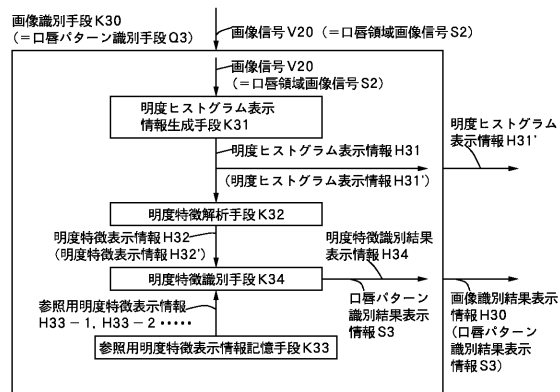 画像識別手段K30
(=口唇パターン識別手段Q3)
画像信号V20 (=口唇領域画像信号S2)
画像信号V20
(=口唇領域画像信号S2)
明度ヒストグラム表示
情報生成手段K31
明度ヒストグラム表示情報H31
(明度ヒストグラム表示情報H31')
明度ヒストグラム
表示情報H31'
明度特徴解析手段K32
明度特徴表示情報H32
(明度特徴表示情報H32')
明度特徴識別結果
表示情報H34
明度特徴識別手段K34
参照用明度特徴表示情報
H33-1, H33-2 ・・・・・
口唇パターン
識別結果表示
情報S3
画像識別結果表示
情報H30
(口唇パターン
識別結果表示
情報S3)
参照用明度特徴表示情報記憶手段K33